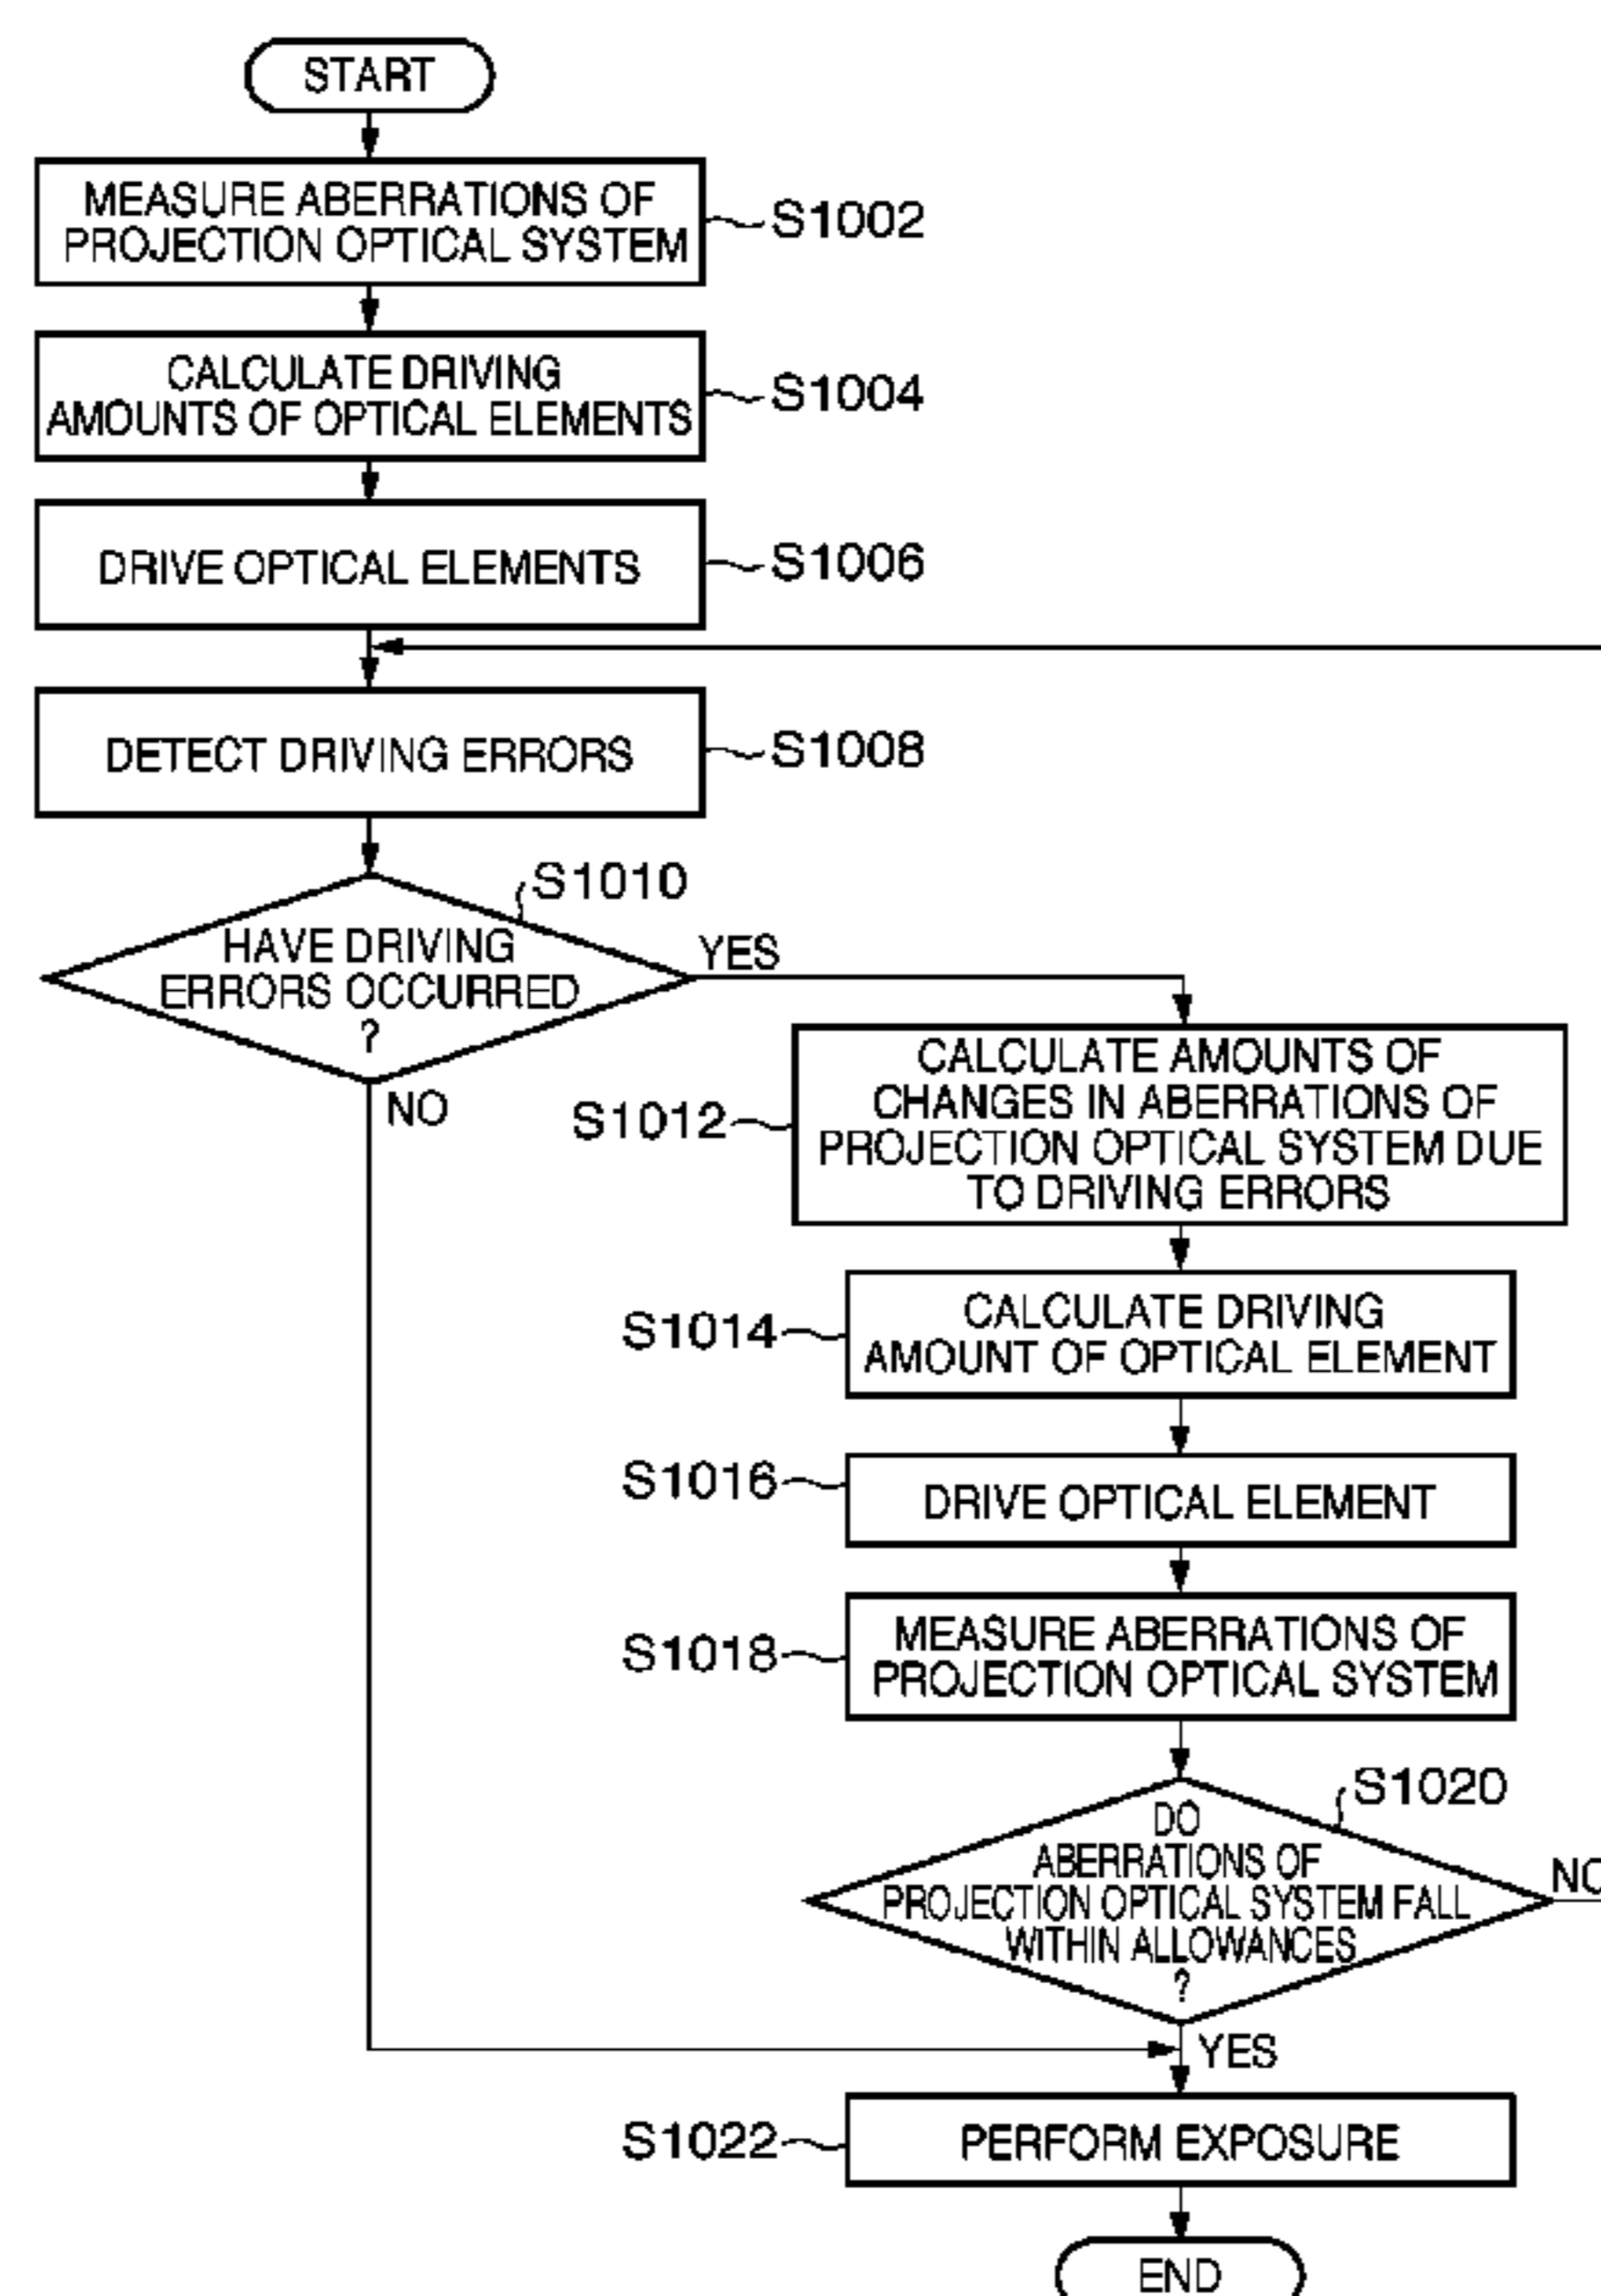 START
MEASURE ABERRATIONS OF
PROJECTION OPTICAL SYSTEM
S1002
CALCULATE DRIVING
AMOUNTS OF OPTICAL ELEMENTS
S1004
DRIVE OPTICAL ELEMENTS
S1006
DETECT DRIVING ERRORS
S1008
S1010
HAVE DRIVING
ERRORS OCCURRED
?
YES
NO
CALCULATE AMOUNTS OF
CHANGES IN ABERRATIONS OF
PROJECTION OPTICAL SYSTEM DUE
TO DRIVING ERRORS
S1012
CALCULATE DRIVING
AMOUNT OF OPTICAL ELEMENT
S1014
DRIVE OPTICAL ELEMENT
S1016
MEASURE ABERRATIONS OF
PROJECTION OPTICAL SYSTEM
S1018
S1020
DO
ABERRATIONS OF
PROJECTION OPTICAL SYSTEM FALL
WITHIN ALLOWANCES
?
NO
YES
PERFORM EXPOSURE
S1022
END